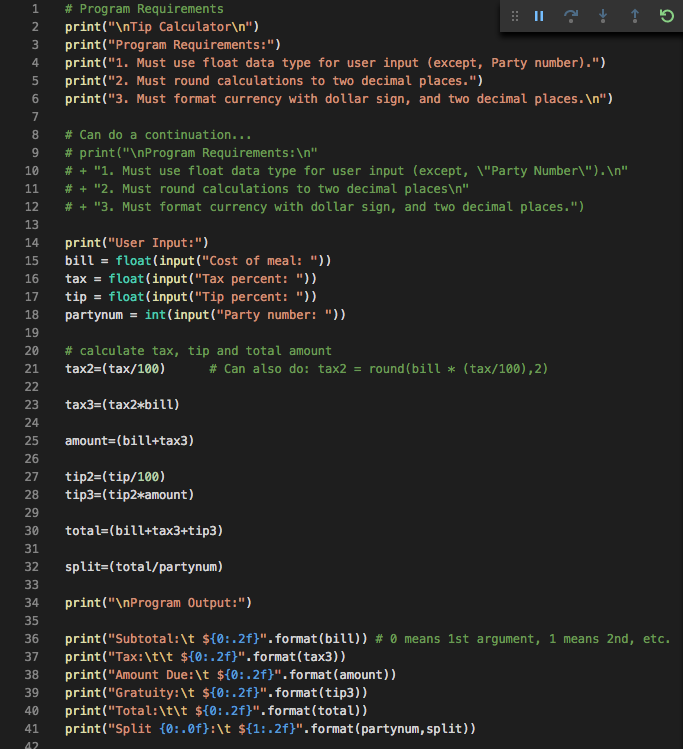 1 # Program Requirements
2 print("\nTip Calculator\n")
3 print("Program Requirements:")
4 print("1. Must use float data type for user input (except, Party number).")
5 print("2. Must round calculations to two decimal places.")
6 print("3. Must format currency with dollar sign, and two decimal places.\n")
7
8 # Can do a continuation...
9 # print("\nProgram Requirements:\n"
10 # + "1. Must use float data type for user input (except, \"Party Number\").\n"
11 # + "2. Must round calculations to two decimal places\n"
12 # + "3. Must format currency with dollar sign, and two decimal places.")
13
14 print("User Input:")
15 bill = float(input("Cost of meal: "))
16 tax = float(input("Tax percent: "))
17 tip = float(input("Tip percent: "))
18 partynum = int(input("Party number: "))
19
20 # calculate tax, tip and total amount
21 tax2=(tax/100) # Can also do: tax2 = round(bill * (tax/100),2)
22
23 tax3=(tax2*bill)
24
25 amount=(bill+tax3)
26
27 tip2=(tip/100)
28 tip3=(tip2*amount)
29
30 total=(bill+tax3+tip3)
31
32 split=(total/partynum)
33
34 print("\nProgram Output:")
35
36 print("Subtotal:\t ${0:.2f}".format(bill)) # 0 means 1st argument, 1 means 2nd, etc.
37 print("Tax:\t\t ${0:.2f}".format(tax3))
38 print("Amount Due:\t ${0:.2f}".format(amount))
39 print("Gratuity:\t ${0:.2f}".format(tip3))
40 print("Total:\t\t ${0:.2f}".format(total))
41 print("Split {0:.0f}:\t ${1:.2f}".format(partynum,split))
42